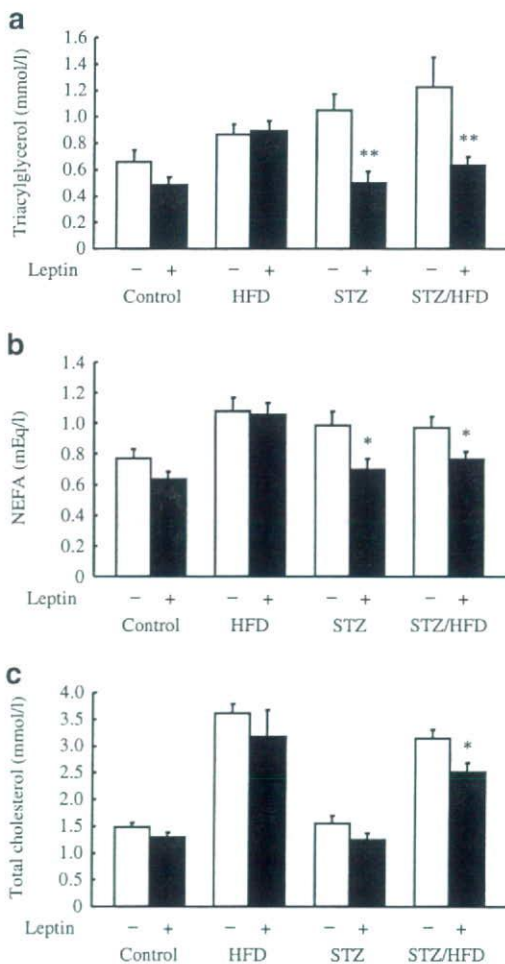 a
Triacylglycerol (mmol/l)
1.6
1.4
1.2
1.0
0.8
0.6
0.4
0.2
0
** **
Leptin − + − + − + − +
Control HFD STZ STZ/HFD
b
NEFA (mEq/l)
1.4
1.2
1.0
0.8
0.6
0.4
0.2
0
* *
Leptin − + − + − + − +
Control HFD STZ STZ/HFD
c
Total cholesterol (mmol/l)
4.0
3.5
3.0
2.5
2.0
1.5
1.0
0.5
0
*
Leptin − + − + − + − +
Control HFD STZ STZ/HFD